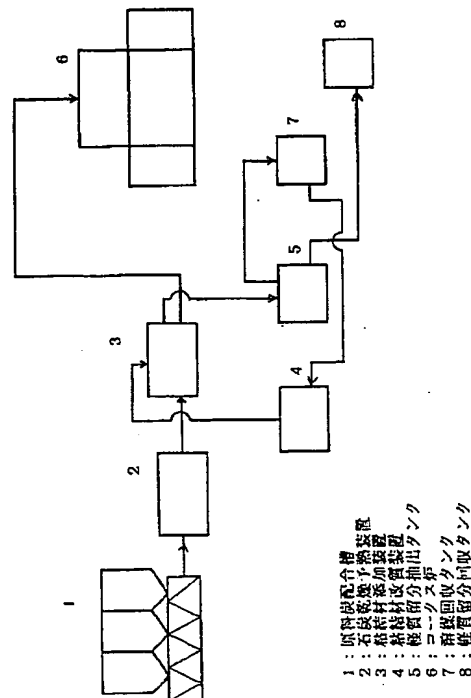 1
2
3
4
5
6
7
8
1：原料炭配合槽
2：石炭乾燥予熱装置
3：粘結材添加装置
4：粘結材改質装置
5：軽質留分抽出タンク
6：コークス炉
7：溶媒回収タンク
8：軽質留分回収タンク